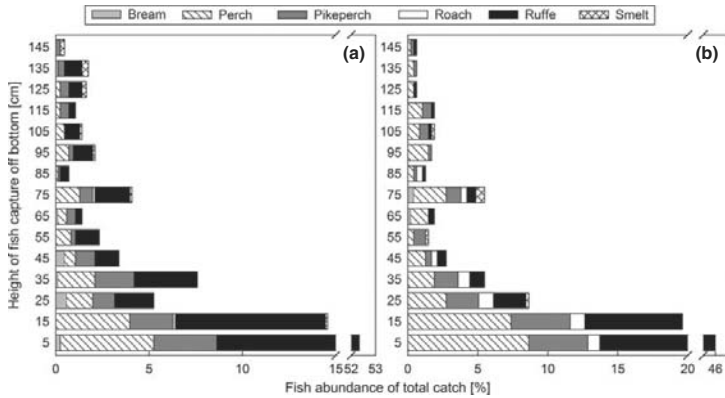 Bream Perch Pikeperch Roach Ruffe Smelt
(a)
(b)
Height of fish capture off bottom [cm]
145 145
135 135
125 125
115 115
105 105
95 95
85 85
75 75
65 65
55 55
45 45
35 35
25 25
15 15
5 5
0 5 10 15 52 53 0 5 10 15 20 46
Fish abundance of total catch [%]